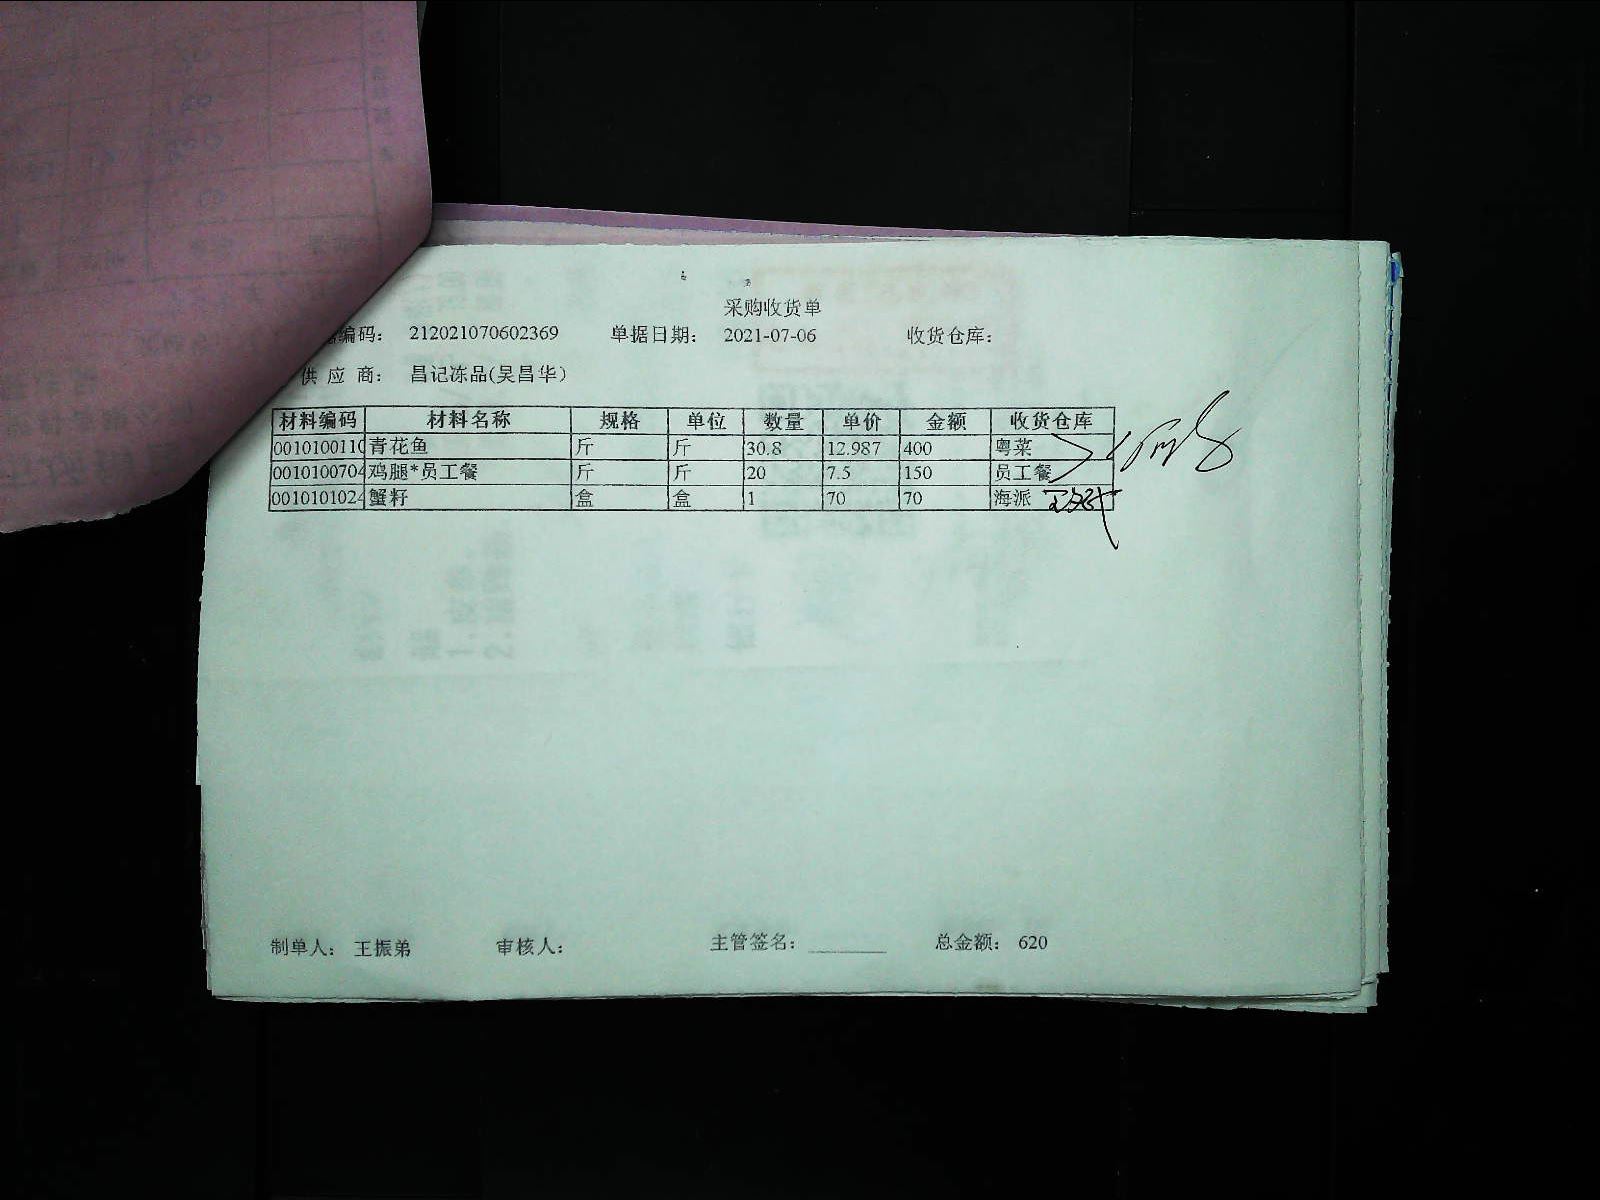 采购收货单
编码： 212021070602369 单据日期： 2021-07-06 收货仓库：
供应商： 昌记冻品(吴昌华)
材料编码 材料名称 规格 单位 数量 单价 金额 收货仓库
0010100110 青花鱼 斤 斤 30.8 12.987 400 粤菜
0010100704 鸡腿*员工餐 斤 斤 20 7.5 150 员工餐
0010101024 蟹籽 盒 盒 1 70 70 海派
制单人： 王振弟 审核人： 主管签名： 总金额： 620